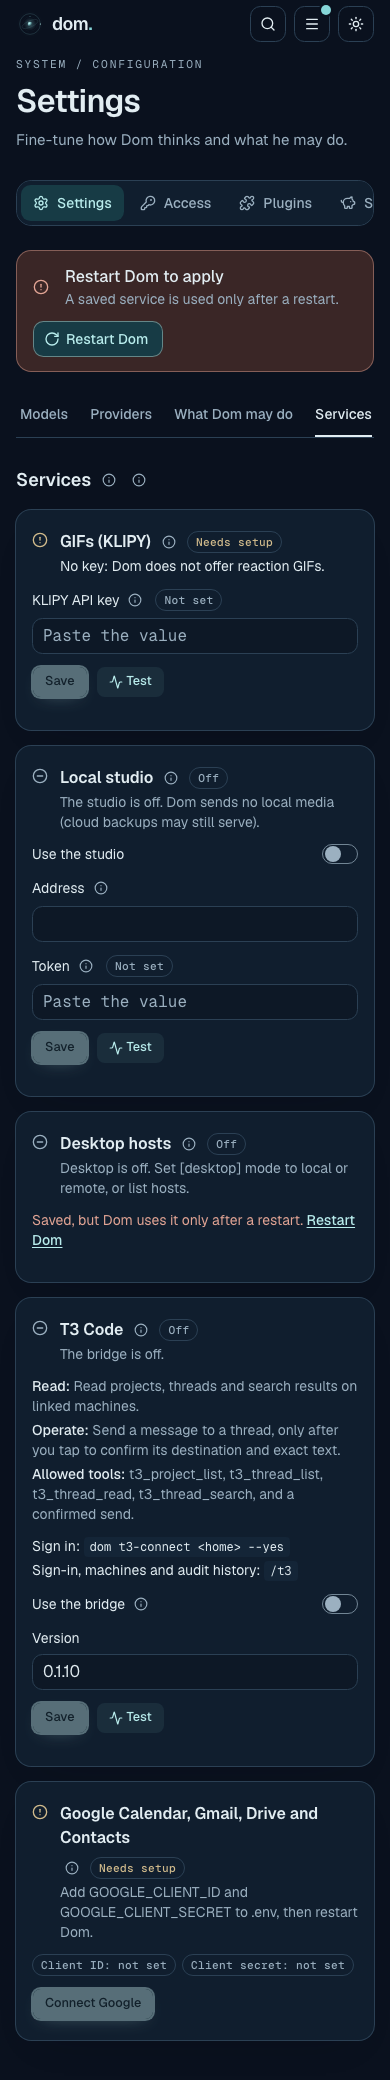 dom.
SYSTEM / CONFIGURATION
Settings
Fine-tune how Dom thinks and what he may do.
Settings Access Plugins S
Restart Dom to apply
A saved service is used only after a restart.
Restart Dom
Models Providers What Dom may do Services
Services
GIFs (KLIPY) Needs setup
No key: Dom does not offer reaction GIFs.
KLIPY API key Not set
Paste the value
Save Test
Local studio Off
The studio is off. Dom sends no local media
(cloud backups may still serve).
Use the studio
Address
Token Not set
Paste the value
Save Test
Desktop hosts Off
Desktop is off. Set [desktop] mode to local or
remote, or list hosts.
Saved, but Dom uses it only after a restart. Restart
Dom
T3 Code Off
The bridge is off.
Read: Read projects, threads and search results on
linked machines.
Operate: Send a message to a thread, only after
you tap to confirm its destination and exact text.
Allowed tools: t3_project_list, t3_thread_list,
t3_thread_read, t3_thread_search, and a
confirmed send.
Sign in: dom t3-connect <home> --yes
Sign-in, machines and audit history: /t3
Use the bridge
Version
0.1.10
Save Test
Google Calendar, Gmail, Drive and
Contacts
Needs setup
Add GOOGLE_CLIENT_ID and
GOOGLE_CLIENT_SECRET to .env, then restart
Dom.
Client ID: not set Client secret: not set
Connect Google